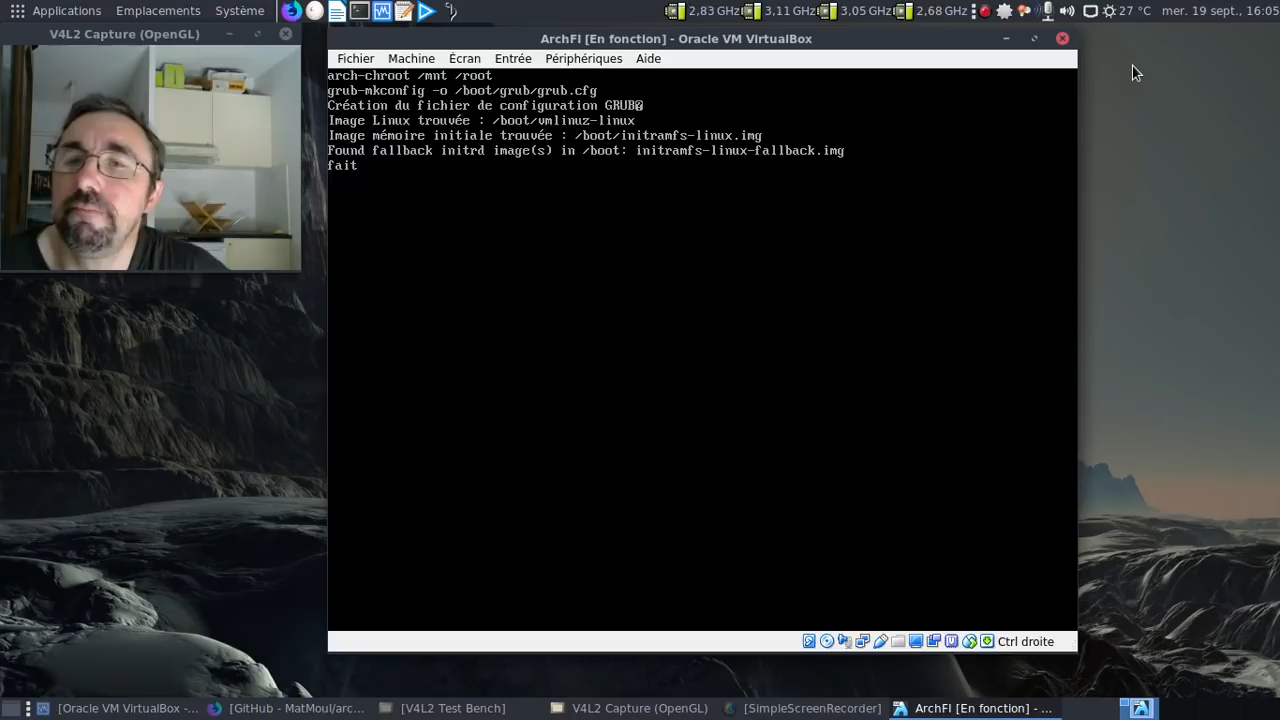 Applications Emplacements Système 2,83 GHz 3,11 GHz 3,05 GHz 2,68 GHz 27 °C mer. 19 sept., 16:05
V4L2 Capture (OpenGL)
ArchFI [En fonction] - Oracle VM VirtualBox
Fichier Machine Écran Entrée Périphériques Aide
arch-chroot /mnt /root
grub-mkconfig -o /boot/grub/grub.cfg
Création du fichier de configuration GRUB
Image Linux trouvée : /boot/vmlinuz-linux
Image mémoire initiale trouvée : /boot/initramfs-linux.img
Found fallback initrd image(s) in /boot: initramfs-linux-fallback.img
fait
Ctrl droite
[Oracle VM VirtualBox -... [GitHub - MatMoul/arc... [V4L2 Test Bench] V4L2 Capture (OpenGL) [SimpleScreenRecorder] ArchFI [En fonction] - ...